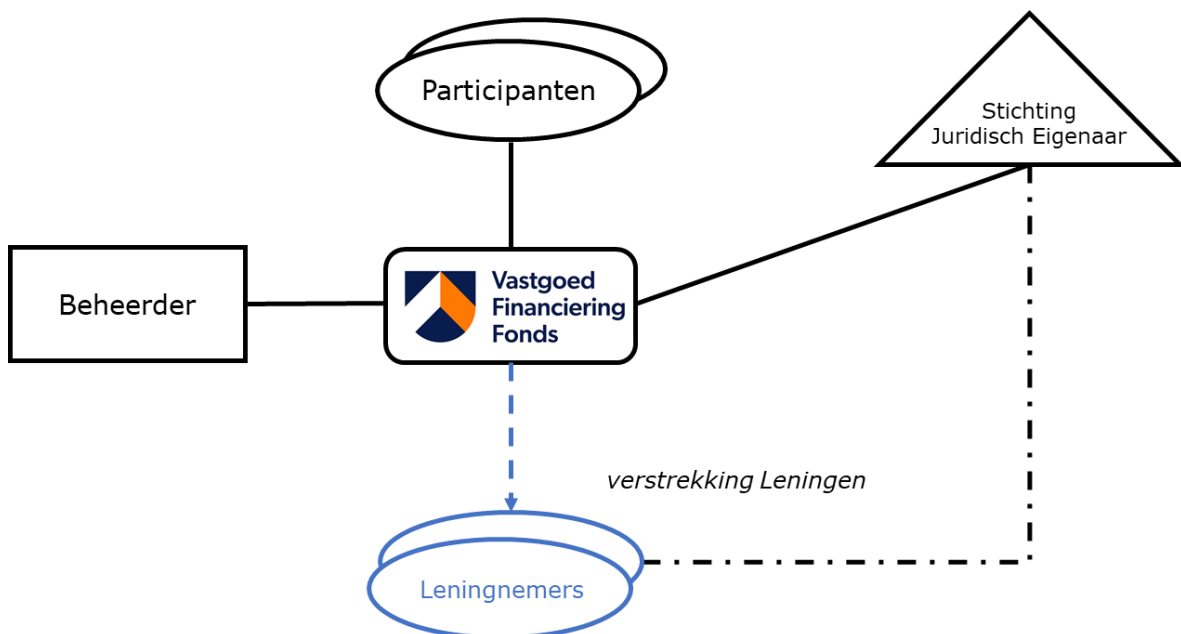 Participanten
Stichting
Juridisch Eigenaar
Beheerder
Vastgoed
Financiering
Fonds
verstrekking Leningen
Leningnemers